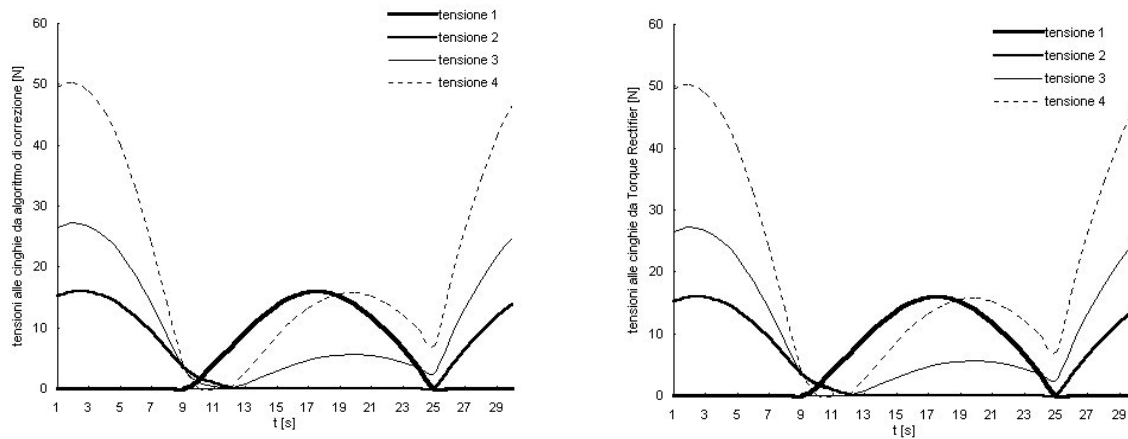 tensioni alle cinghie da algoritmo di correzione [N]
60
50
40
30
20
10
0
tensione 1
tensione 2
tensione 3
tensione 4
1 3 5 7 9 11 13 15 17 19 21 23 25 27 29
t [s]
tensioni alle cinghie da Torque Rectifier [N]
60
50
40
30
20
10
0
tensione 1
tensione 2
tensione 3
tensione 4
1 3 5 7 9 11 13 15 17 19 21 23 25 27 29
t [s]